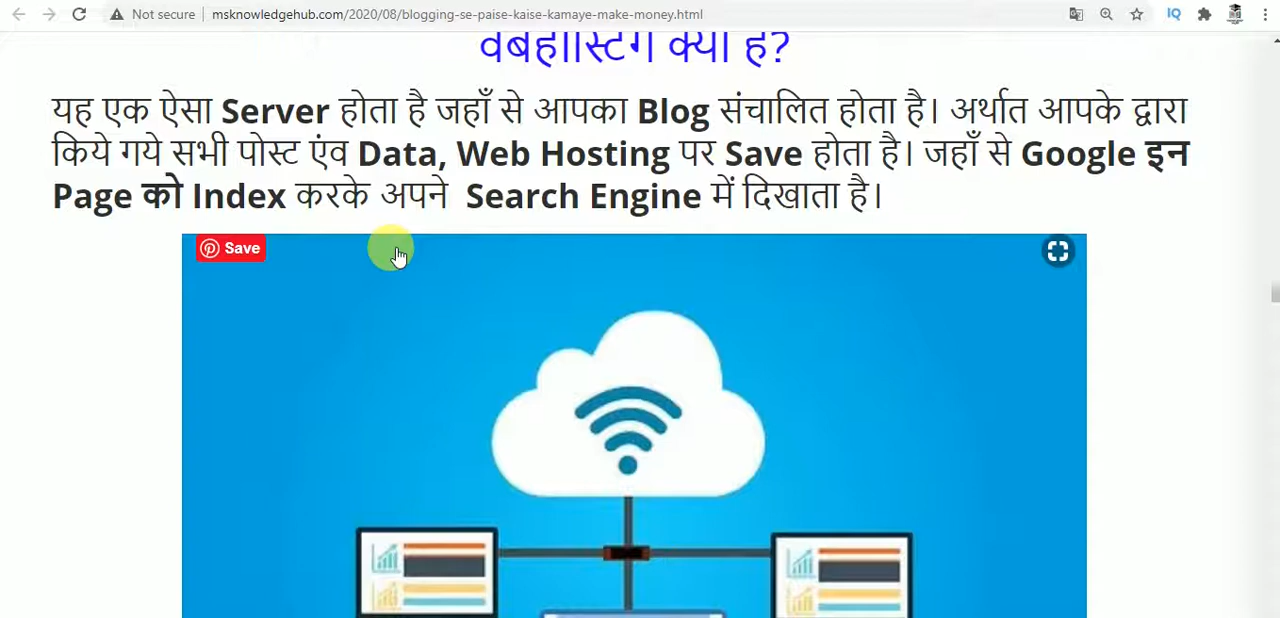 Not secure | msknowledgehub.com/2020/08/blogging-se-paise-kaise-kamaye-make-money.html
IQ
वेबहोस्टिंग क्या है?
यह एक ऐसा Server होता है जहाँ से आपका Blog संचालित होता है। अर्थात आपके द्वारा
किये गये सभी पोस्ट एंव Data, Web Hosting पर Save होता है। जहाँ से Google इन
Page को Index करके अपने Search Engine में दिखाता है।
Save